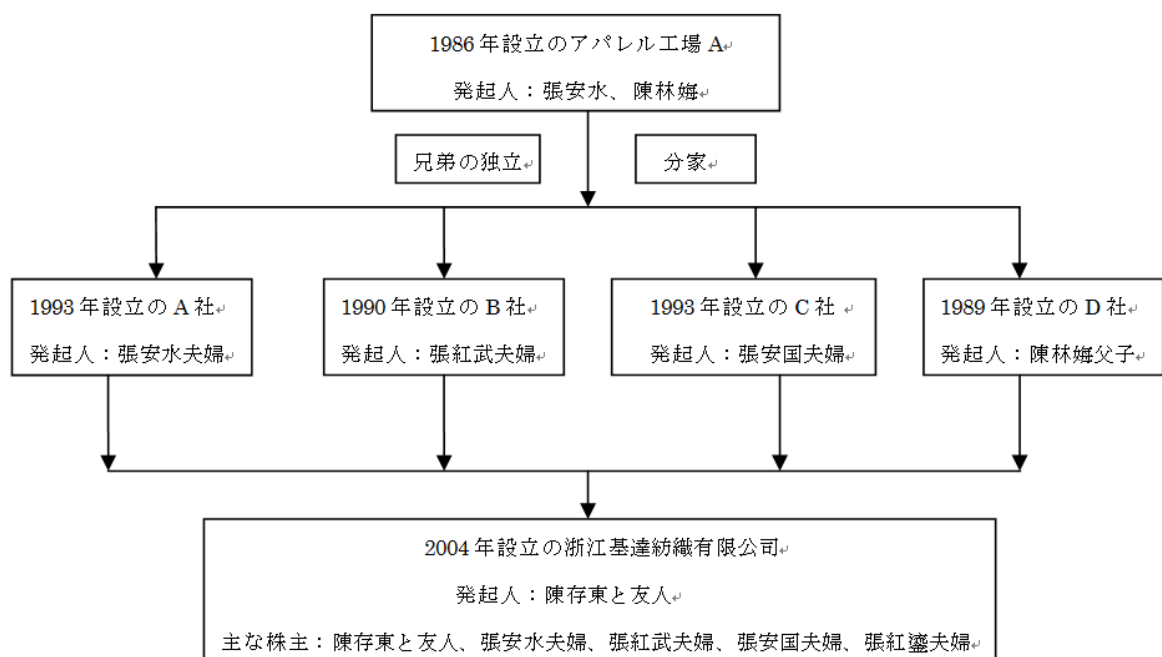 1986年設立のアパレル工場A
発起人：張安水、陳林娒
兄弟の独立
分家
1993年設立のA社
発起人：張安水夫婦
1990年設立のB社
発起人：張紅武夫婦
1993年設立のC社
発起人：張安国夫婦
1989年設立のD社
発起人：陳林娒父子
2004年設立の浙江基達紡織有限公司
発起人：陳存東と友人
主な株主：陳存東と友人、張安水夫婦、張紅武夫婦、張安国夫婦、張紅鎏夫婦